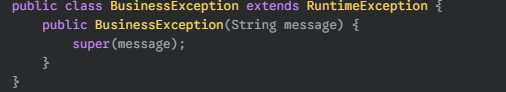 public class BusinessException extends RuntimeException {
    public BusinessException(String message) {
        super(message);
    }
}